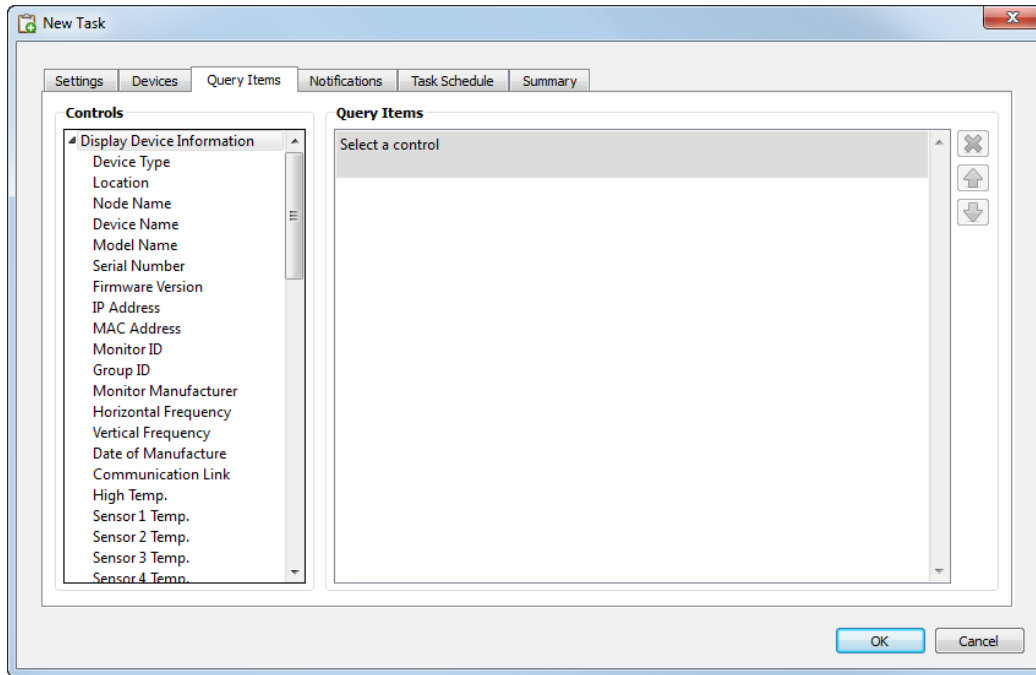 New Task
Settings Devices Query Items Notifications Task Schedule Summary
Controls
Display Device Information
Device Type
Location
Node Name
Device Name
Model Name
Serial Number
Firmware Version
IP Address
MAC Address
Monitor ID
Group ID
Monitor Manufacturer
Horizontal Frequency
Vertical Frequency
Date of Manufacture
Communication Link
High Temp.
Sensor 1 Temp.
Sensor 2 Temp.
Sensor 3 Temp.
Sensor 4 Temp.
Query Items
Select a control
OK Cancel